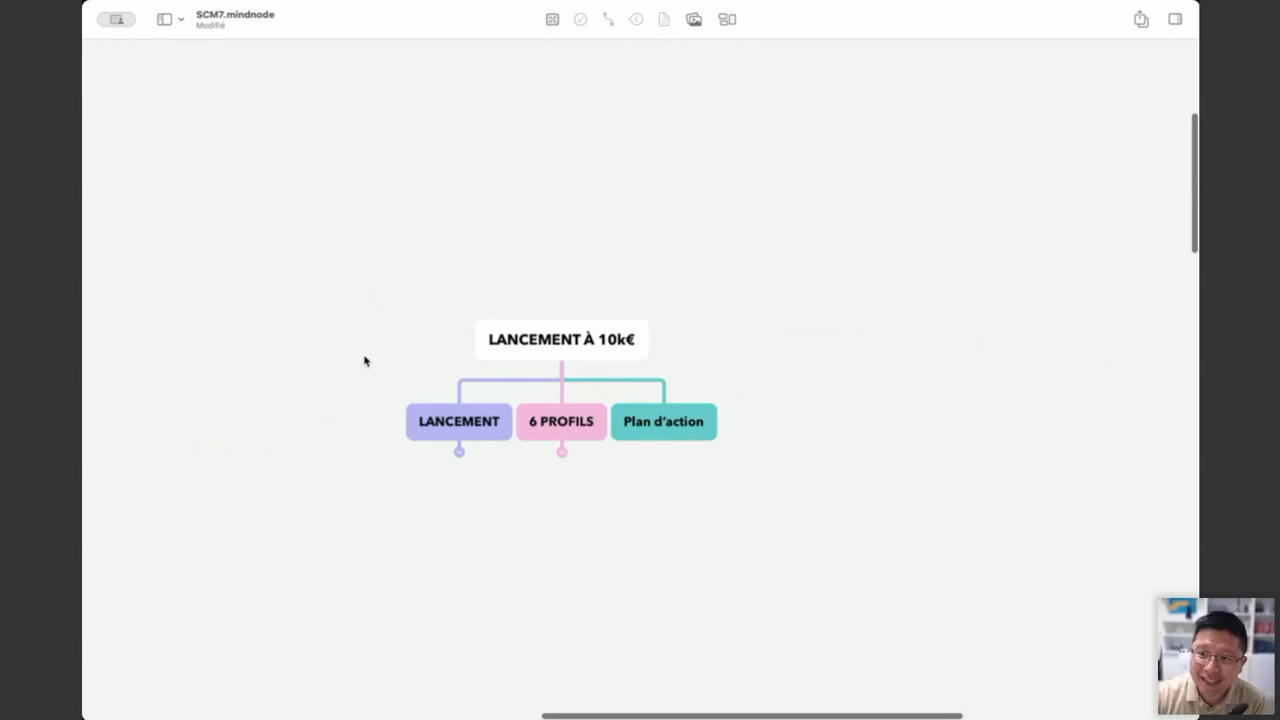 SCM7.mindnode
Modifié
LANCEMENT À 10k€
LANCEMENT
6 PROFILS
Plan d'action